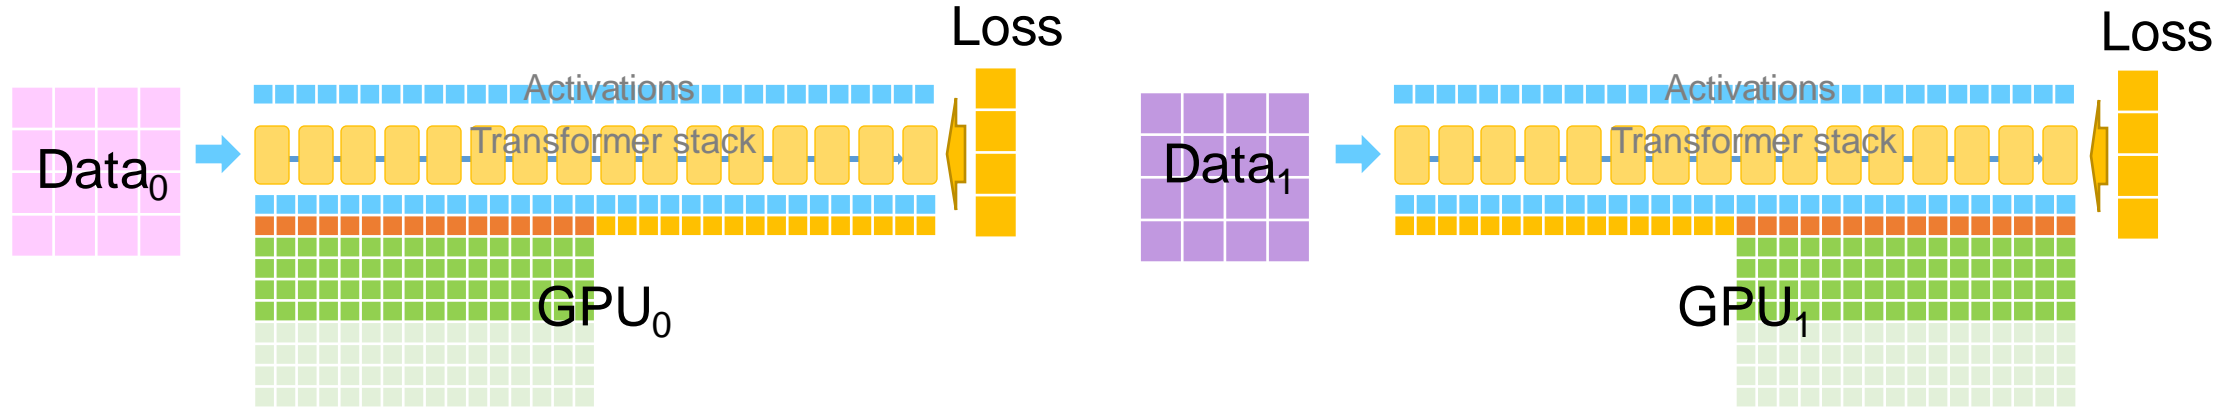 Loss
Activations
Transformer stack
Data0
GPU0
Loss
Activations
Transformer stack
Data1
GPU1